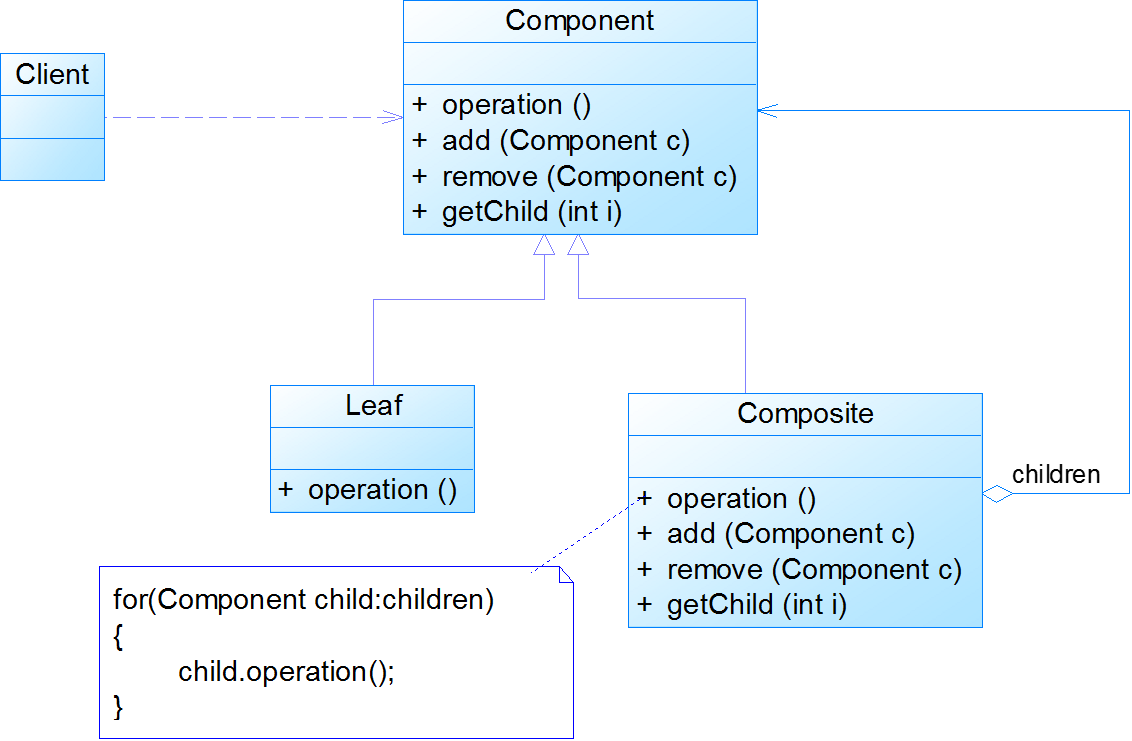 Component
Client
+ operation ()
+ add (Component c)
+ remove (Component c)
+ getChild (int i)
Leaf
+ operation ()
Composite
+ operation ()
+ add (Component c)
+ remove (Component c)
+ getChild (int i)
children
for(Component child:children)
{
child.operation();
}